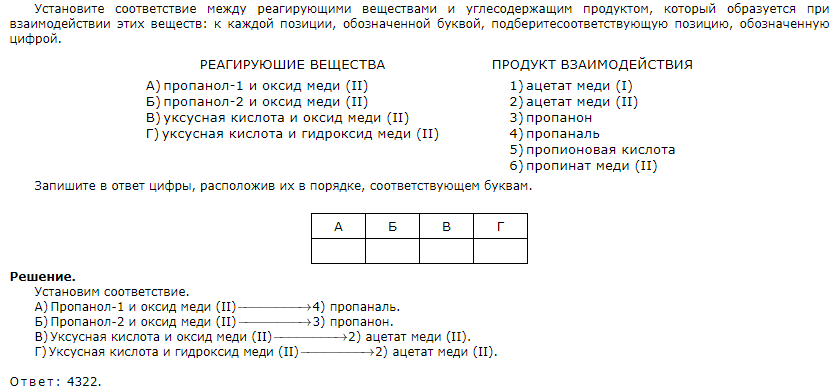 Установите соответствие между реагирующими веществами и углесодержащим продуктом, который образуется при
взаимодействии этих веществ: к каждой позиции, обозначенной буквой, подберитесоответствующую позицию, обозначенную
цифрой.
РЕАГИРУЮШИЕ ВЕЩЕСТВА
А) пропанол-1 и оксид меди (II)
Б) пропанол-2 и оксид меди (II)
В) уксусная кислота и оксид меди (II)
Г) уксусная кислота и гидроксид меди (II)
ПРОДУКТ ВЗАИМОДЕЙСТВИЯ
1) ацетат меди (I)
2) ацетат меди (II)
3) пропанон
4) пропаналь
5) пропионовая кислота
6) пропинат меди (II)
Запишите в ответ цифры, расположив их в порядке, соответствующем буквам.
А Б В Г
Решение.
Установим соответствие.
А) Пропанол-1 и оксид меди (II) → 4) пропаналь.
Б) Пропанол-2 и оксид меди (II) → 3) пропанон.
В) Уксусная кислота и оксид меди (II) → 2) ацетат меди (II).
Г) Уксусная кислота и гидроксид меди (II) → 2) ацетат меди (II).
Ответ: 4322.